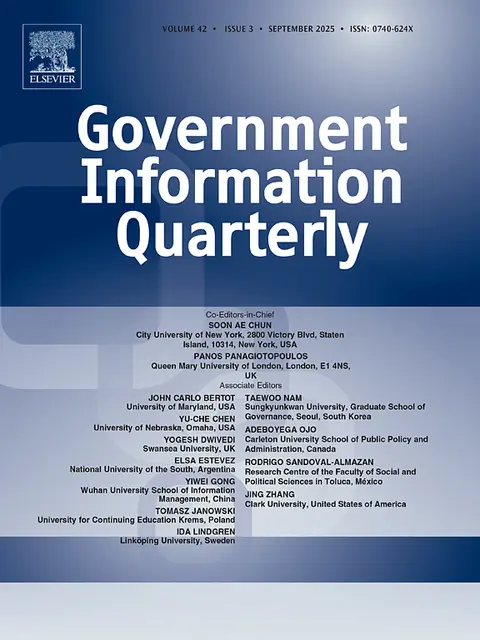 VOLUME 42 • ISSUE 3 • SEPTEMBER 2025 • ISSN: 0740-624X
ELSEVIER
Government
Information
Quarterly
Co-Editors-in-Chief
SOON AE CHUN
City University of New York, 2800 Victory Blvd, Staten
Island, 10314, New York, USA
PANOS PANAGIOTOPOULOS
Queen Mary University of London, London, E1 4NS,
UK
Associate Editors
JOHN CARLO BERTOT
University of Maryland, USA
YU-CHE CHEN
University of Nebraska, Omaha, USA
YOGESH DWIVEDI
Swansea University, UK
ELSA ESTEVEZ
National University of the South, Argentina
YIWEI GONG
Wuhan University School of Information
Management, China
TOMASZ JANOWSKI
University for Continuing Education Krems, Poland
IDA LINDGREN
Linköping University, Sweden
TAEWOO NAM
Sungkyunkwan University, Graduate School of
Governance, Seoul, South Korea
ADEBOYEGA OJO
Carleton University School of Public Policy and
Administration, Canada
RODRIGO SANDOVAL-ALMAZAN
Research Centre of the Faculty of Social and
Political Sciences in Toluca, México
JING ZHANG
Clark University, United States of America